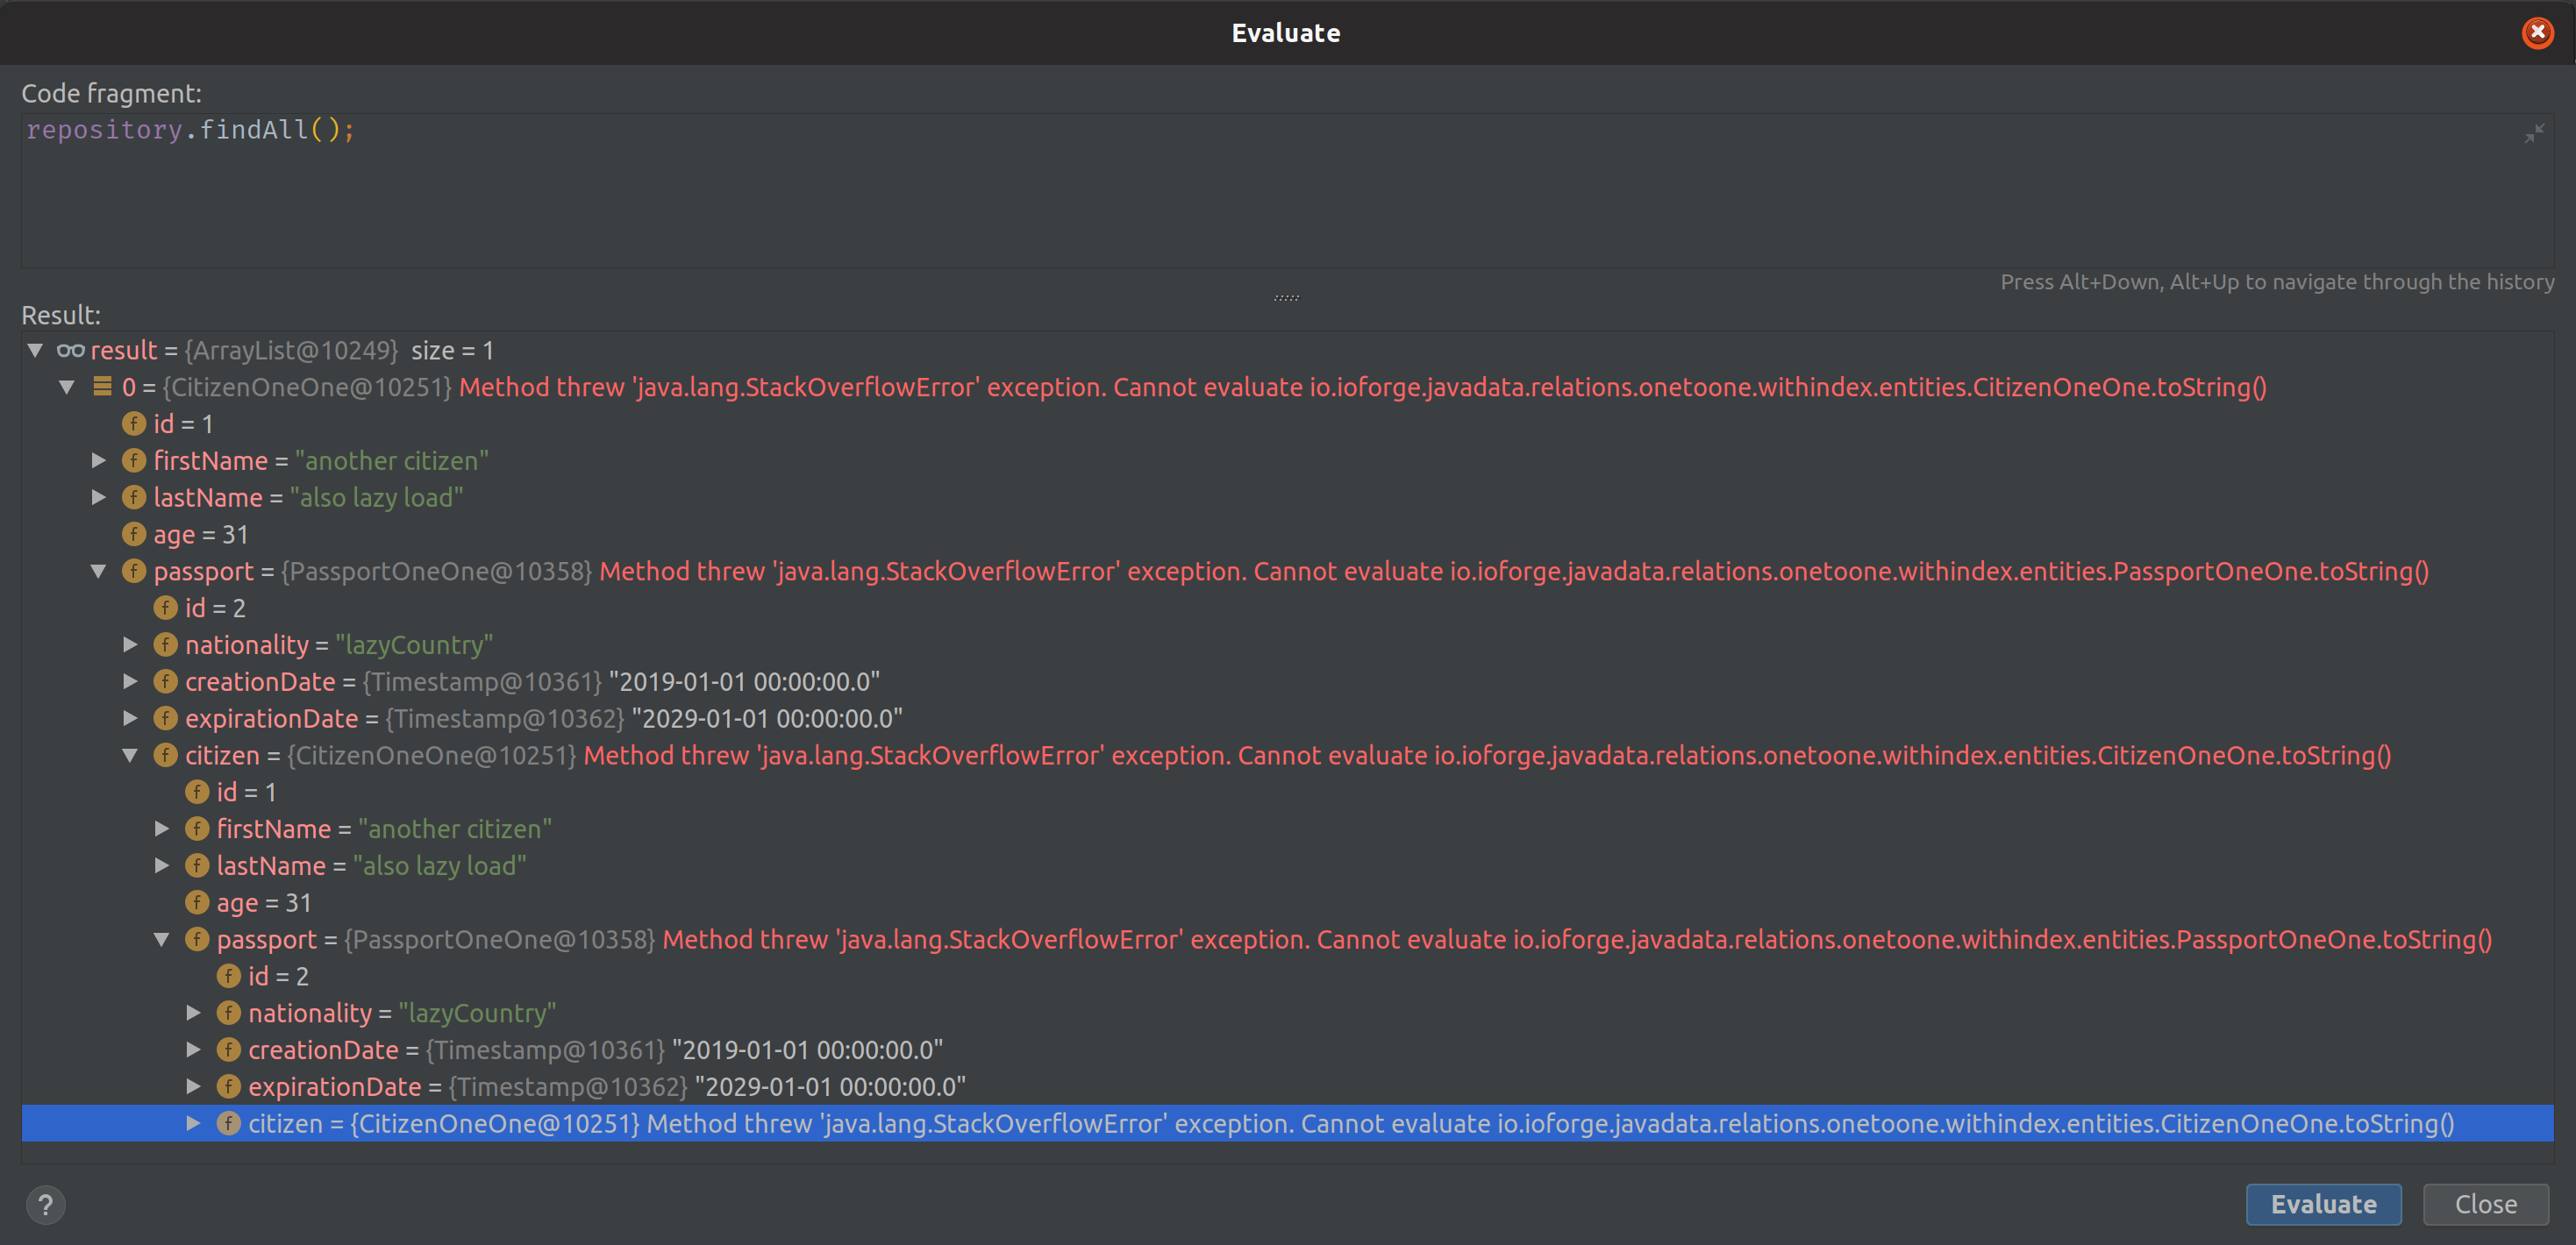 Evaluate
Code fragment:
repository.findAll();
Press Alt+Down, Alt+Up to navigate through the history
Result:
result = {ArrayList@10249} size = 1
0 = {CitizenOneOne@10251} Method threw 'java.lang.StackOverflowError' exception. Cannot evaluate io.ioforge.javadata.relations.onetoone.withindex.entities.CitizenOneOne.toString()
f id = 1
f firstName = "another citizen"
f lastName = "also lazy load"
f age = 31
f passport = {PassportOneOne@10358} Method threw 'java.lang.StackOverflowError' exception. Cannot evaluate io.ioforge.javadata.relations.onetoone.withindex.entities.PassportOneOne.toString()
f id = 2
f nationality = "lazyCountry"
f creationDate = {Timestamp@10361} "2019-01-01 00:00:00.0"
f expirationDate = {Timestamp@10362} "2029-01-01 00:00:00.0"
f citizen = {CitizenOneOne@10251} Method threw 'java.lang.StackOverflowError' exception. Cannot evaluate io.ioforge.javadata.relations.onetoone.withindex.entities.CitizenOneOne.toString()
f id = 1
f firstName = "another citizen"
f lastName = "also lazy load"
f age = 31
f passport = {PassportOneOne@10358} Method threw 'java.lang.StackOverflowError' exception. Cannot evaluate io.ioforge.javadata.relations.onetoone.withindex.entities.PassportOneOne.toString()
f id = 2
f nationality = "lazyCountry"
f creationDate = {Timestamp@10361} "2019-01-01 00:00:00.0"
f expirationDate = {Timestamp@10362} "2029-01-01 00:00:00.0"
f citizen = {CitizenOneOne@10251} Method threw 'java.lang.StackOverflowError' exception. Cannot evaluate io.ioforge.javadata.relations.onetoone.withindex.entities.CitizenOneOne.toString()
? Evaluate Close